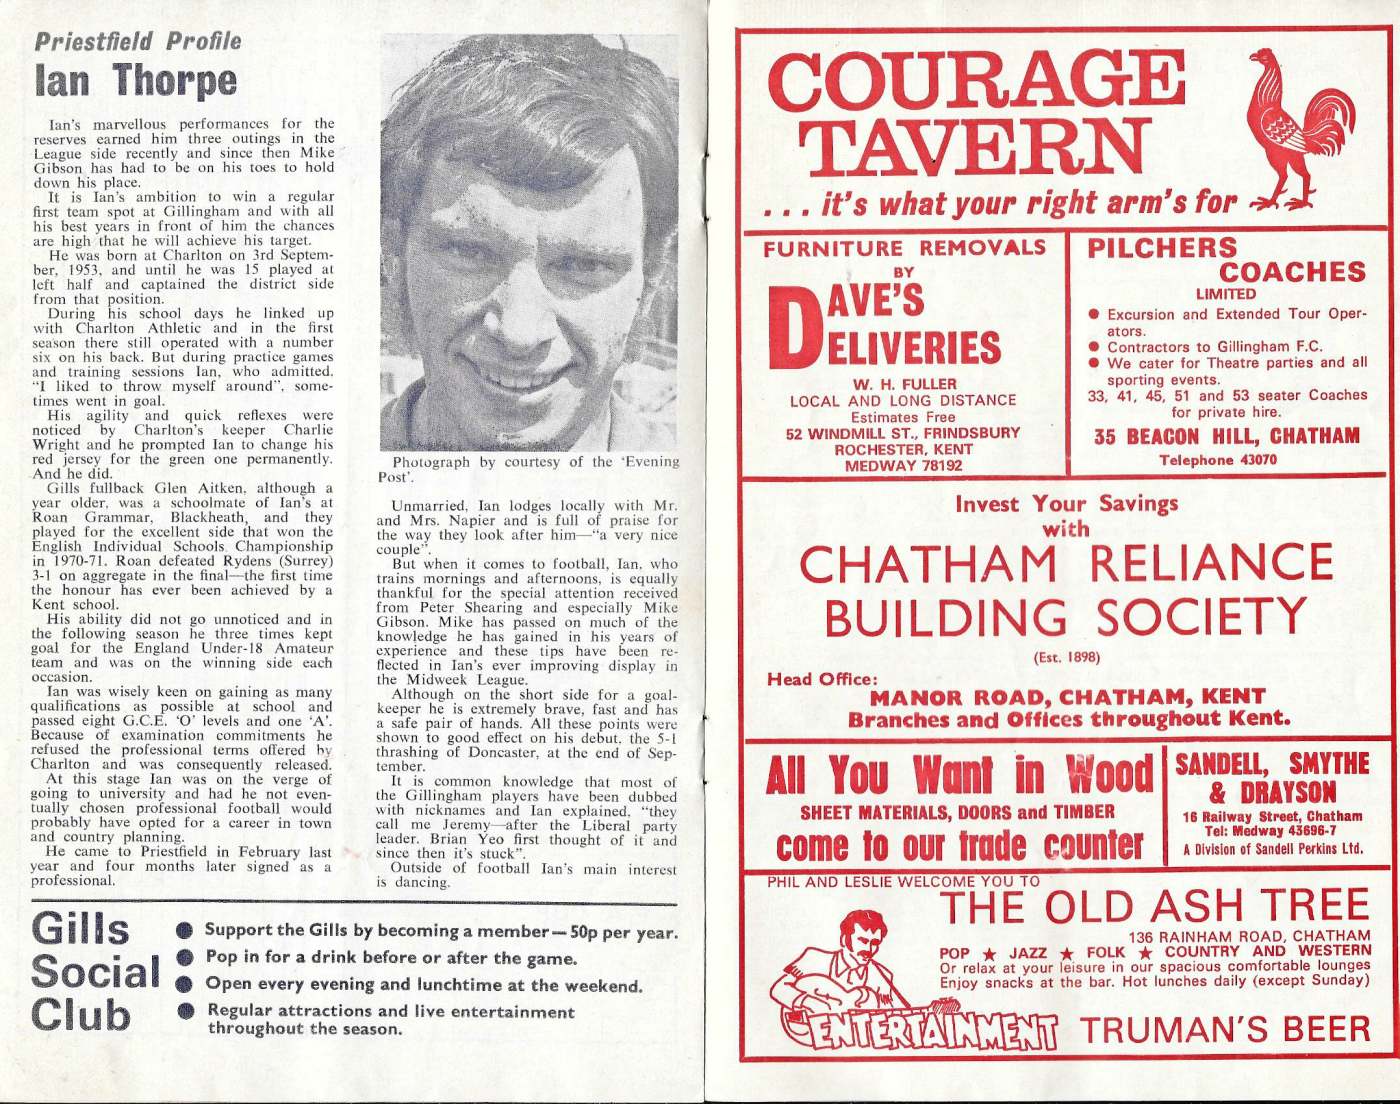 Priestfield Profile
Ian Thorpe
Ian's marvellous performances for the
reserves earned him three outings in the
League side recently and since then Mike
Gibson has had to be on his toes to hold
down his place.
It is Ian's ambition to win a regular
first team spot at Gillingham and with all
his best years in front of him the chances
are high that he will achieve his target.
He was born at Charlton on 3rd Septem-
ber, 1953, and until he was 15 played at
left half and captained the district side
from that position.
During his school days he linked up
with Charlton Athletic and in the first
season there still operated with a number
six on his back. But during practice games
and training sessions Ian, who admitted.
"I liked to throw myself around", some-
times went in goal.
His agility and quick reflexes were
noticed by Charlton's keeper Charlie
Wright and he prompted Ian to change his
red jersey for the green one permanently.
And he did.
Gills fullback Glen Aitken, although a
year older, was a schoolmate of Ian's at
Roan Grammar, Blackheath, and they
played for the excellent side that won the
English Individual Schools Championship
in 1970-71. Roan defeated Rydens (Surrey)
3-1 on aggregate in the final—the first time
the honour has ever been achieved by a
Kent school.
His ability did not go unnoticed and in
the following season he three times kept
goal for the England Under-18 Amateur
team and was on the winning side each
occasion.
Ian was wisely keen on gaining as many
qualifications as possible at school and
passed eight G.C.E. 'O' levels and one 'A'.
Because of examination commitments he
refused the professional terms offered by
Charlton and was consequently released.
At this stage Ian was on the verge of
going to university and had he not even-
tually chosen professional football would
probably have opted for a career in town
and country planning.
He came to Priestfield in February last
year and four months later signed as a
professional.
Photograph by courtesy of the 'Evening
Post'.
Unmarried, Ian lodges locally with Mr.
and Mrs. Napier and is full of praise for
the way they look after him—"a very nice
couple".
But when it comes to football, Ian, who
trains mornings and afternoons, is equally
thankful for the special attention received
from Peter Shearing and especially Mike
Gibson. Mike has passed on much of the
knowledge he has gained in his years of
experience and these tips have been re-
flected in Ian's ever improving display in
the Midweek League.
Although on the short side for a goal-
keeper he is extremely brave, fast and has
a safe pair of hands. All these points were
shown to good effect on his debut, the 5-1
thrashing of Doncaster, at the end of Sep-
tember.
It is common knowledge that most of
the Gillingham players have been dubbed
with nicknames and Ian explained, "they
call me Jeremy—after the Liberal party
leader. Brian Yeo first thought of it and
since then it's stuck".
Outside of football Ian's main interest
is dancing.
Gills
Social
Club
● Support the Gills by becoming a member — 50p per year.
● Pop in for a drink before or after the game.
● Open every evening and lunchtime at the weekend.
● Regular attractions and live entertainment
throughout the season.
COURAGE
TAVERN
. . . it's what your right arm's for
FURNITURE REMOVALS
BY
DAVE'S
DELIVERIES
W. H. FULLER
LOCAL AND LONG DISTANCE
Estimates Free
52 WINDMILL ST., FRINDSBURY
ROCHESTER, KENT
MEDWAY 78192
PILCHERS
COACHES
LIMITED
● Excursion and Extended Tour Oper-
ators.
● Contractors to Gillingham F.C.
● We cater for Theatre parties and all
sporting events.
33, 41, 45, 51 and 53 seater Coaches
for private hire.
35 BEACON HILL, CHATHAM
Telephone 43070
Invest Your Savings
with
CHATHAM RELIANCE
BUILDING SOCIETY
(Est. 1898)
Head Office:
MANOR ROAD, CHATHAM, KENT
Branches and Offices throughout Kent.
All You Want in Wood
SHEET MATERIALS, DOORS and TIMBER
come to our trade counter
SANDELL, SMYTHE
& DRAYSON
16 Railway Street, Chatham
Tel: Medway 43696-7
A Division of Sandell Perkins Ltd.
PHIL AND LESLIE WELCOME YOU TO
THE OLD ASH TREE
136 RAINHAM ROAD, CHATHAM
POP ★ JAZZ ★ FOLK ★ COUNTRY AND WESTERN
Or relax at your leisure in our spacious comfortable lounges
Enjoy snacks at the bar. Hot lunches daily (except Sunday)
ENTERTAINMENT
TRUMAN'S BEER